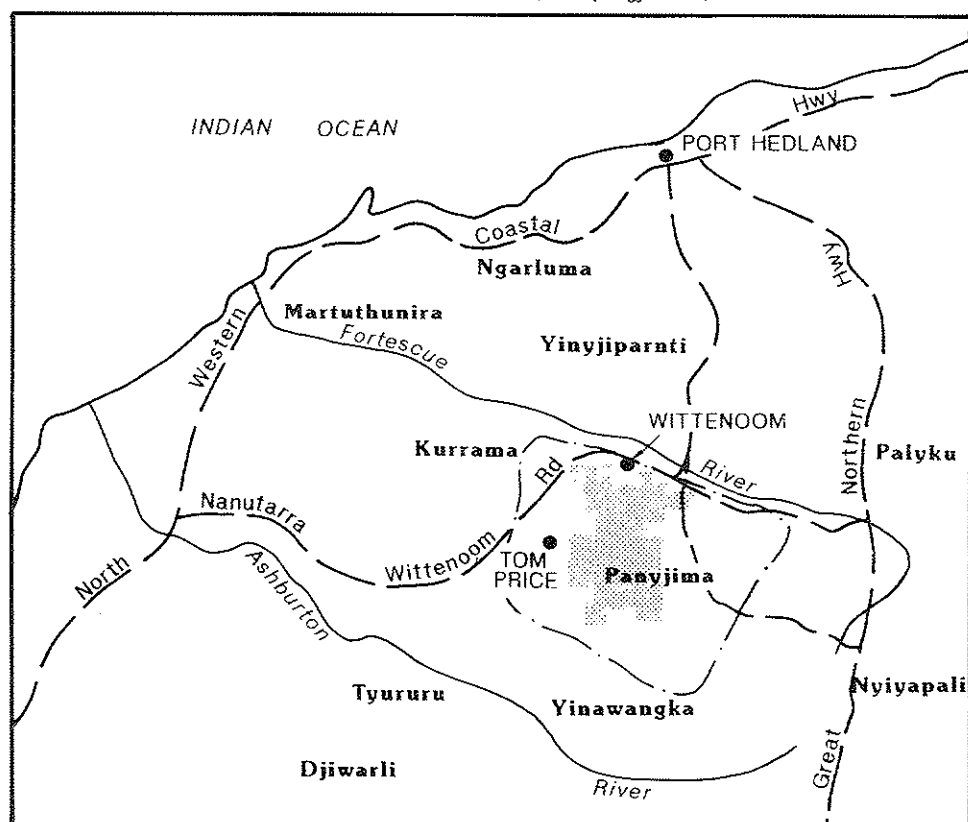 INDIAN OCEAN
Hwy
PORT HEDLAND
Coastal
Ngarluma
Hwy
Martuthunira
Fortescue
Western
Yinyjiparnti
WITTENOOM
Kurrama
River
Northern
Palyku
Rd
Nanutarra
Wittenoom
TOM
PRICE
Panyjima
North
Ashburton
Tyururu
Yinawangka
Nyiyapali
Djiwarli
River
Great